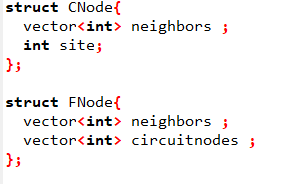 struct CNode{
vector<int> neighbors ;
int site;
};
struct FNode{
vector<int> neighbors ;
vector<int> circuitnodes ;
};